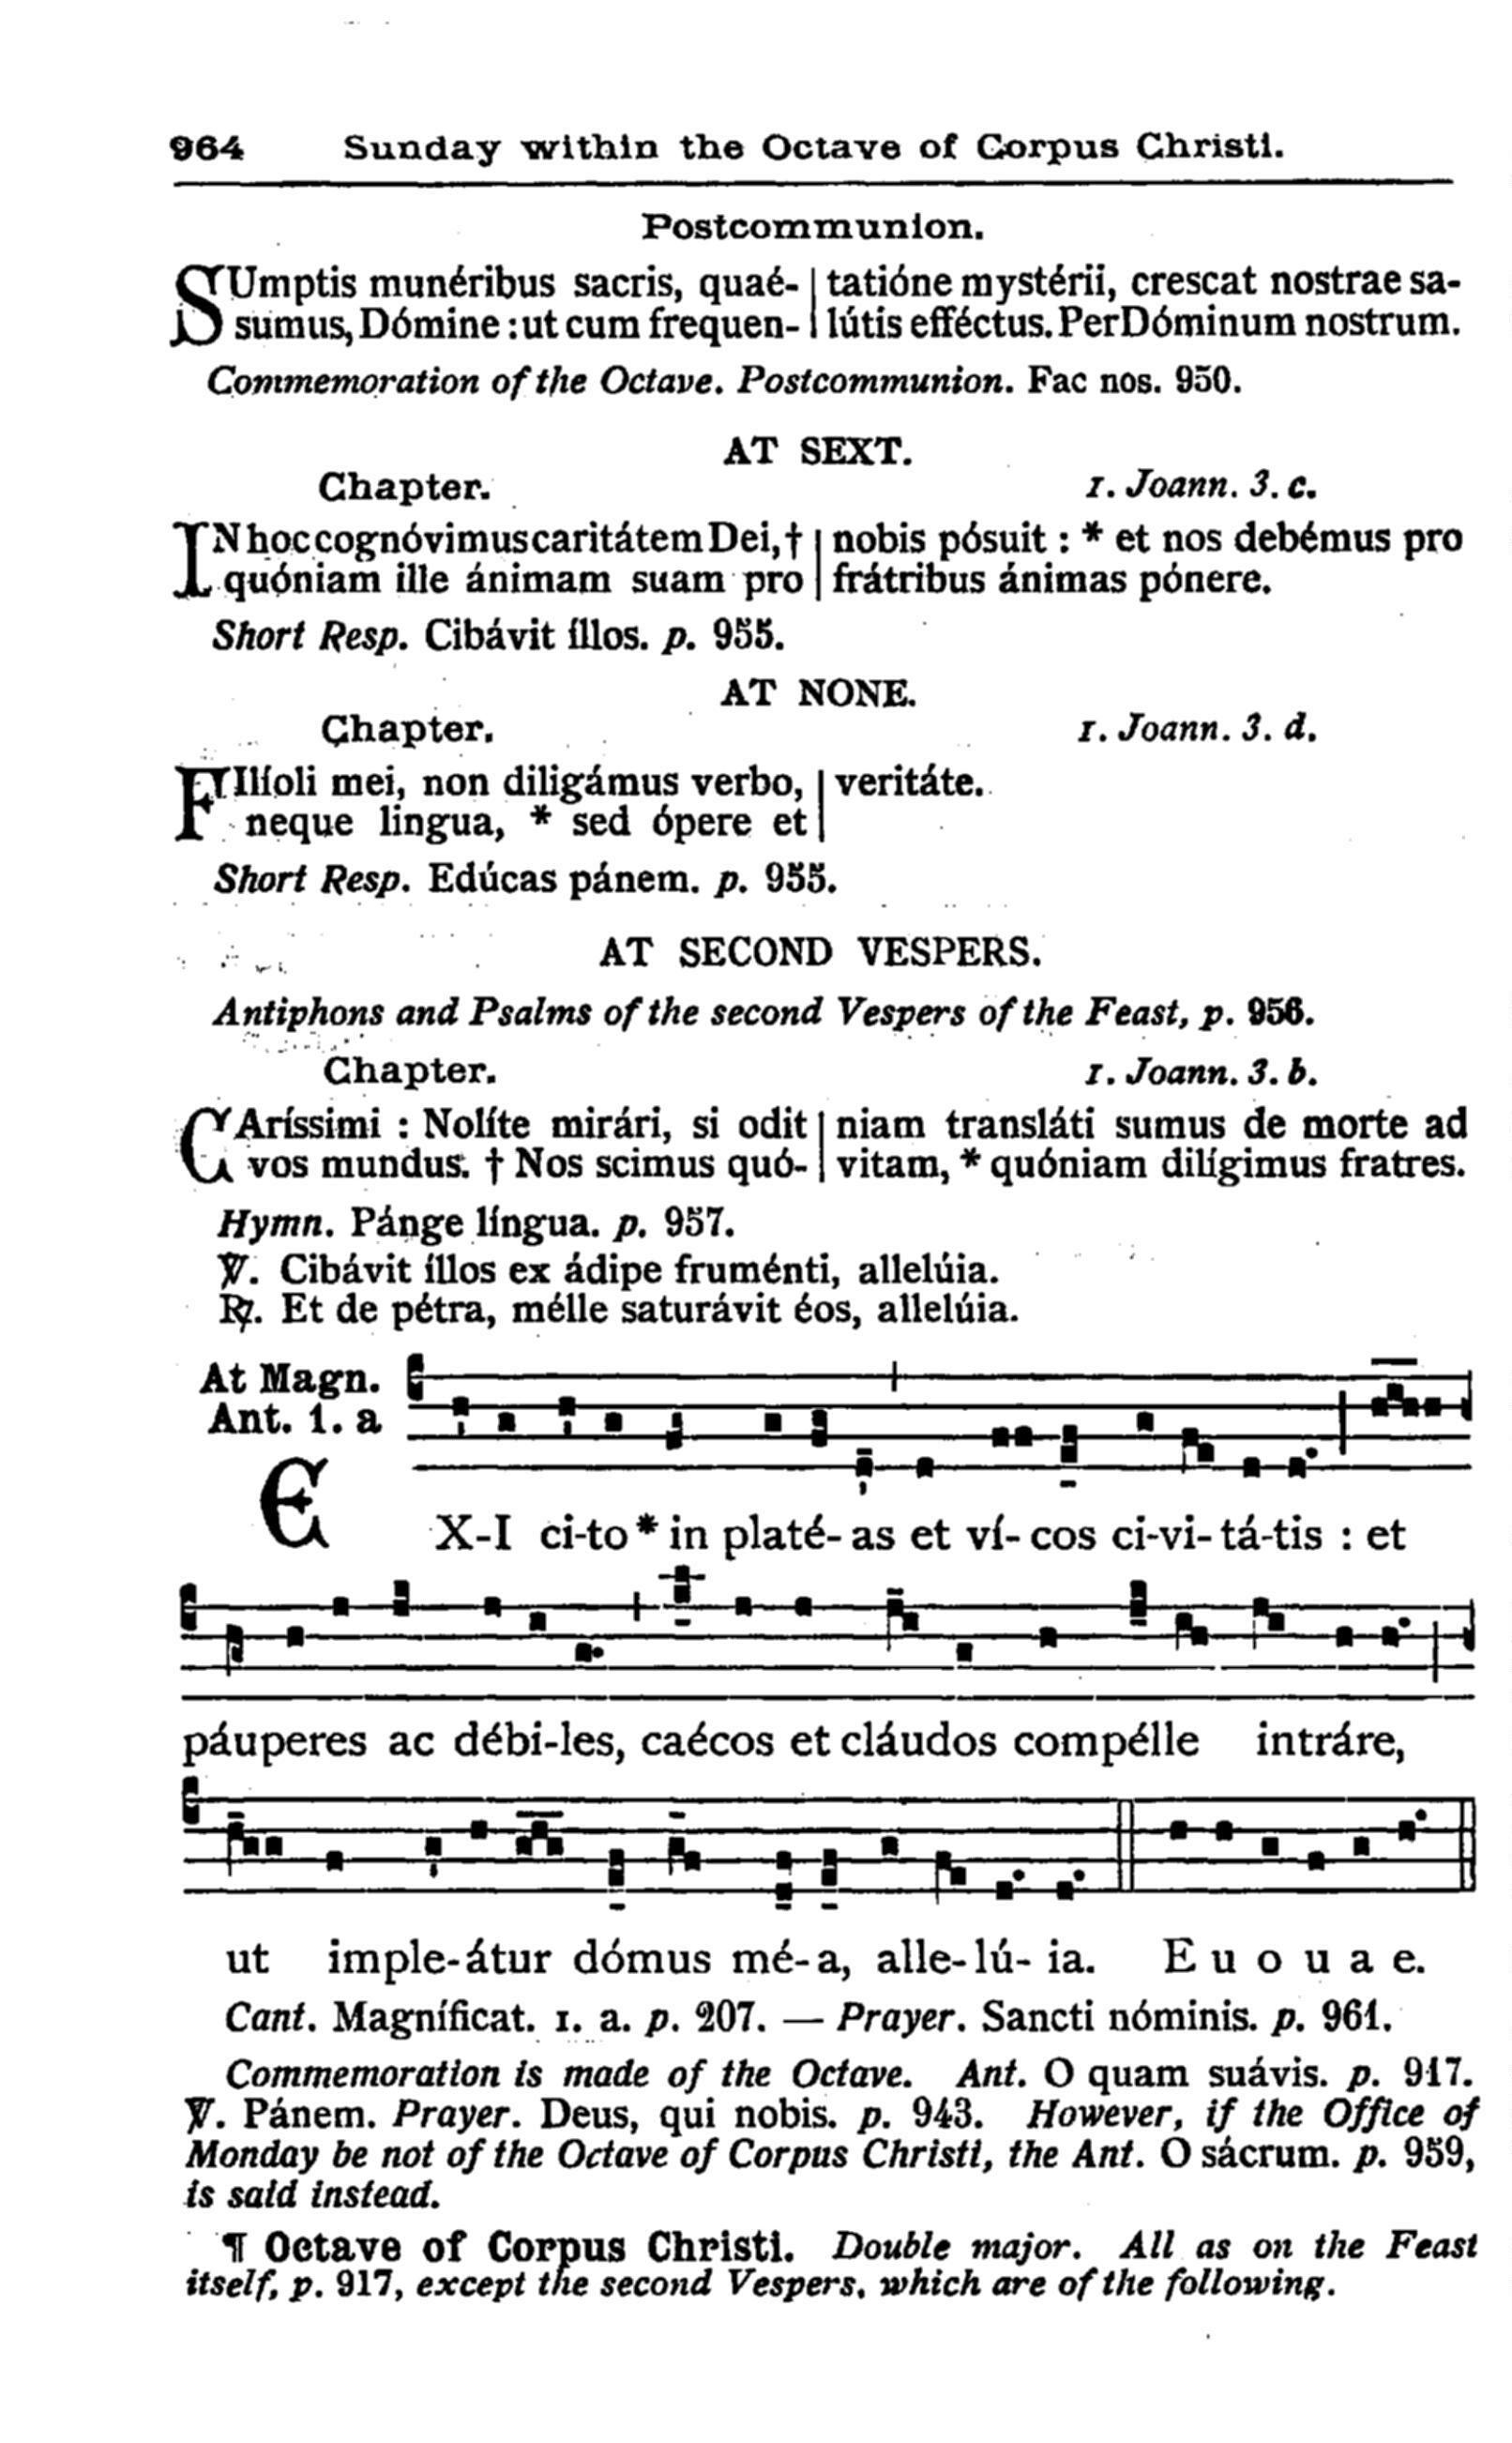 964 Sunday within the Octave of Corpus Christi.
Postcommunion.
SUmptis munéribus sacris, quaé-
sumus, Dómine : ut cum frequen-
tatióne mystérii, crescat nostrae sa-
lútis efféctus. Per Dóminum nostrum.
Commemoration of the Octave. Postcommunion. Fac nos. 950.
AT SEXT.
Chapter. 1. Joann. 3. c.
IN hoc cognóvimus caritátem Dei, †
quóniam ille ánimam suam pro
nobis pósuit : * et nos debémus pro
frátribus ánimas pónere.
Short Resp. Cibávit íllos. p. 955.
AT NONE.
Chapter. 1. Joann. 3. d.
FIlíoli mei, non diligámus verbo,
neque lingua, * sed ópere et
veritáte.
Short Resp. Edúcas pánem. p. 955.
AT SECOND VESPERS.
Antiphons and Psalms of the second Vespers of the Feast, p. 956.
Chapter. 1. Joann. 3. b.
CAríssimi : Nolíte mirári, si odit
vos mundus. † Nos scimus quó-
niam transláti sumus de morte ad
vitam, * quóniam dilígimus fratres.
Hymn. Pánge língua. p. 957.
℣. Cibávit íllos ex ádipe fruménti, allelúia.
℟. Et de pétra, mélle saturávit éos, allelúia.
At Magn.
Ant. 1. a
EX-I ci-to * in platé- as et ví- cos ci-vi- tá-tis : et
páuperes ac débi-les, caécos et cláudos compélle intráre,
ut imple-átur dómus mé- a, alle- lú- ia. E u o u a e.
Cant. Magníficat. 1. a. p. 207. — Prayer. Sancti nóminis. p. 961.
Commemoration is made of the Octave. Ant. O quam suávis. p. 917.
℣. Pánem. Prayer. Deus, qui nobis. p. 943. However, if the Office of
Monday be not of the Octave of Corpus Christi, the Ant. O sácrum. p. 959,
is said instead.
¶ Octave of Corpus Christi. Double major. All as on the Feast
itself, p. 917, except the second Vespers, which are of the following.